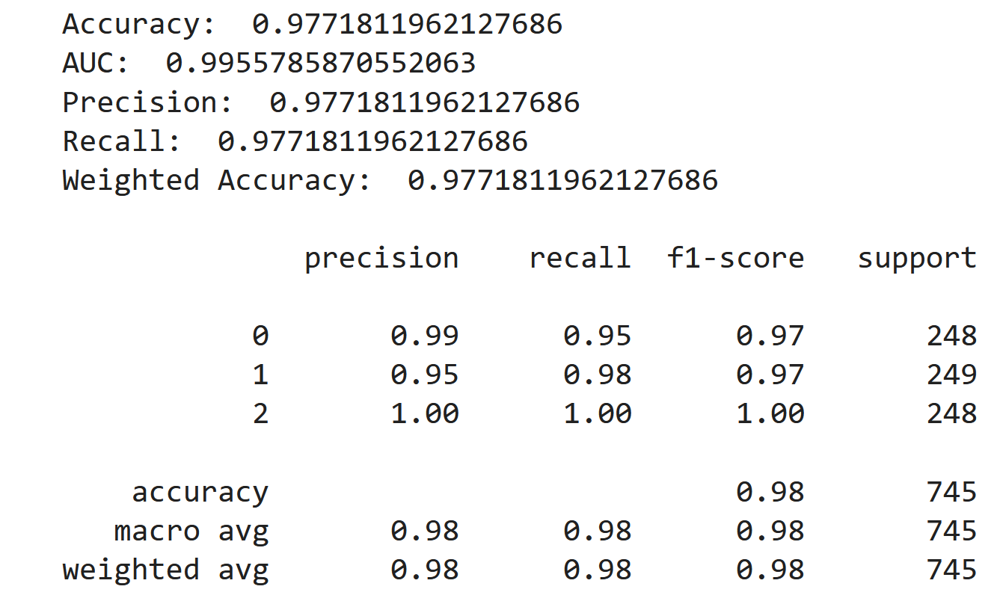 Accuracy:  0.9771811962127686
AUC:  0.9955785870552063
Precision:  0.9771811962127686
Recall:  0.9771811962127686
Weighted Accuracy:  0.9771811962127686
precision recall f1-score support
0 0.99 0.95 0.97 248
1 0.95 0.98 0.97 249
2 1.00 1.00 1.00 248
accuracy 0.98 745
macro avg 0.98 0.98 0.98 745
weighted avg 0.98 0.98 0.98 745